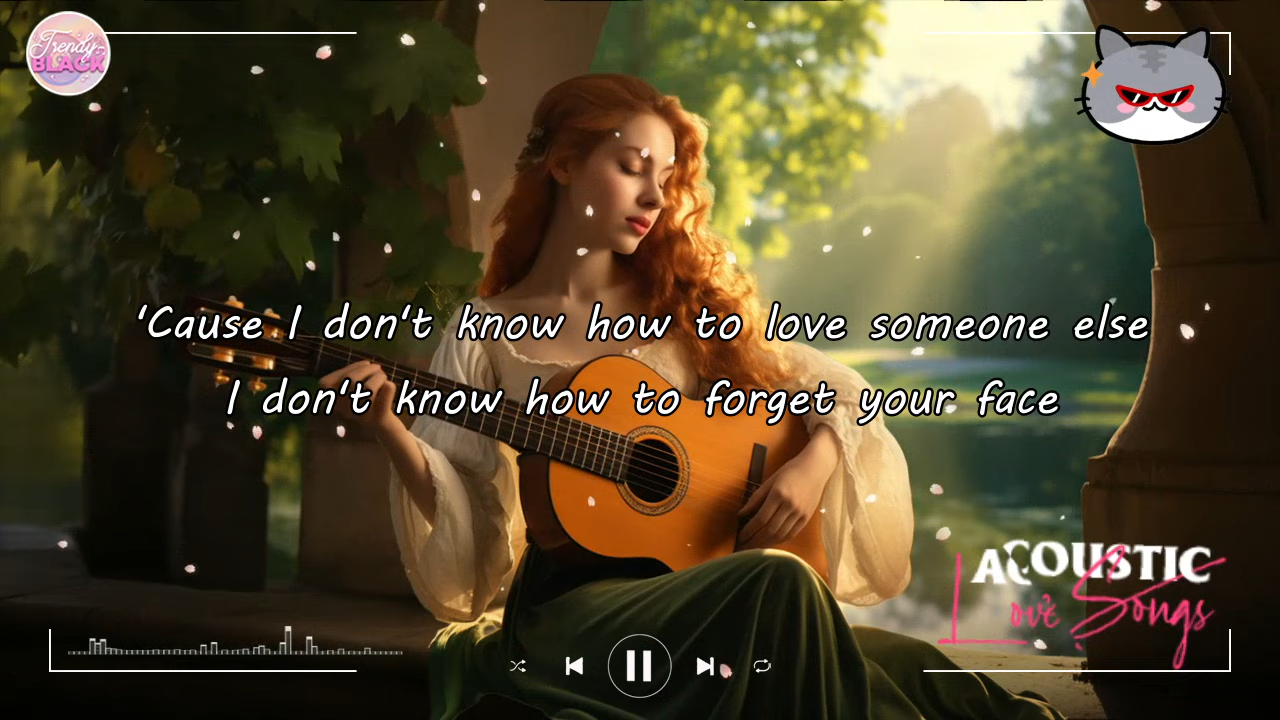 Trendy
BLACK
'Cause I don't know how to love someone else
I don't know how to forget your face
ACOUSTIC
Love Songs